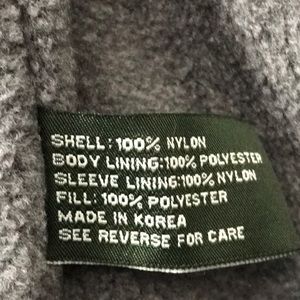 SHELL: 100% NYLON
BODY LINING:100% POLYESTER
SLEEVE LINING:100% NYLON
FILL: 100% POLYESTER
MADE IN KOREA
SEE REVERSE FOR CARE